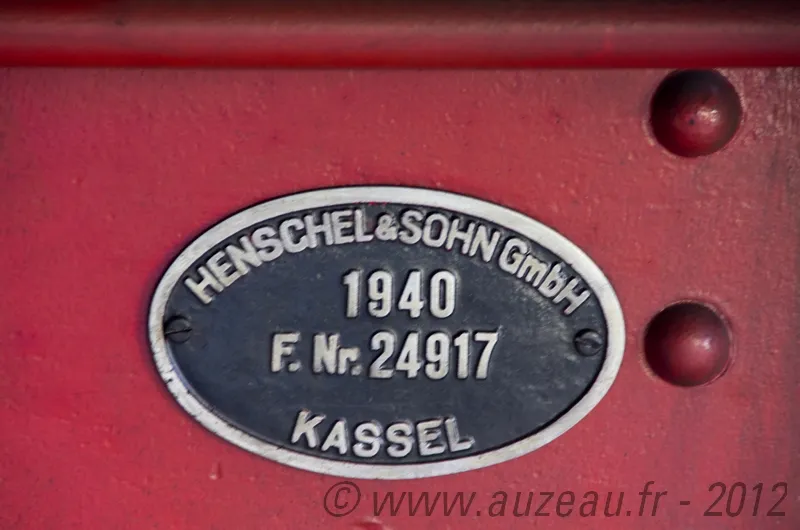 HENSCHEL & SOHN GmbH
1940
F. Nr. 24917
KASSEL
© www.auzeau.fr - 2012